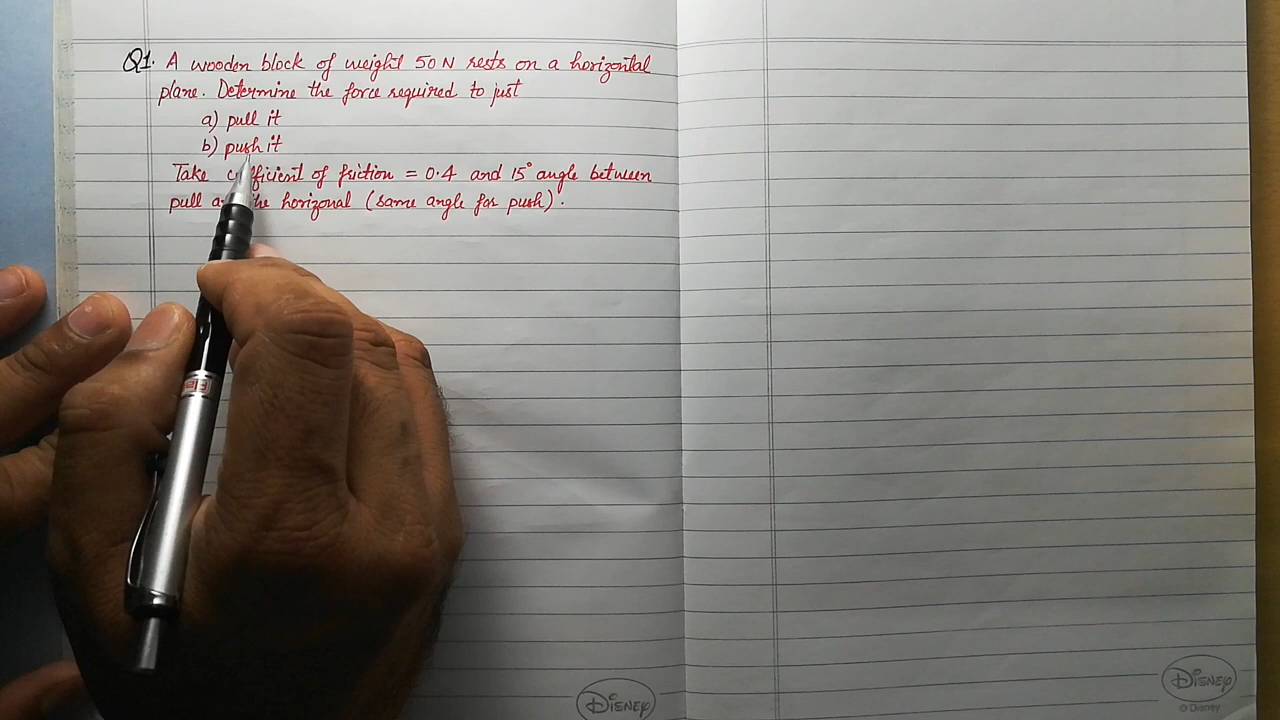 Q1. A wooden block of weight 50 N rests on a horizontal
plane. Determine the force required to just
a) pull it
b) push it
Take coefficient of friction = 0.4 and 15° angle between
pull a he horizonal (same angle for push).
DISNEY
DISNEY
© Disney